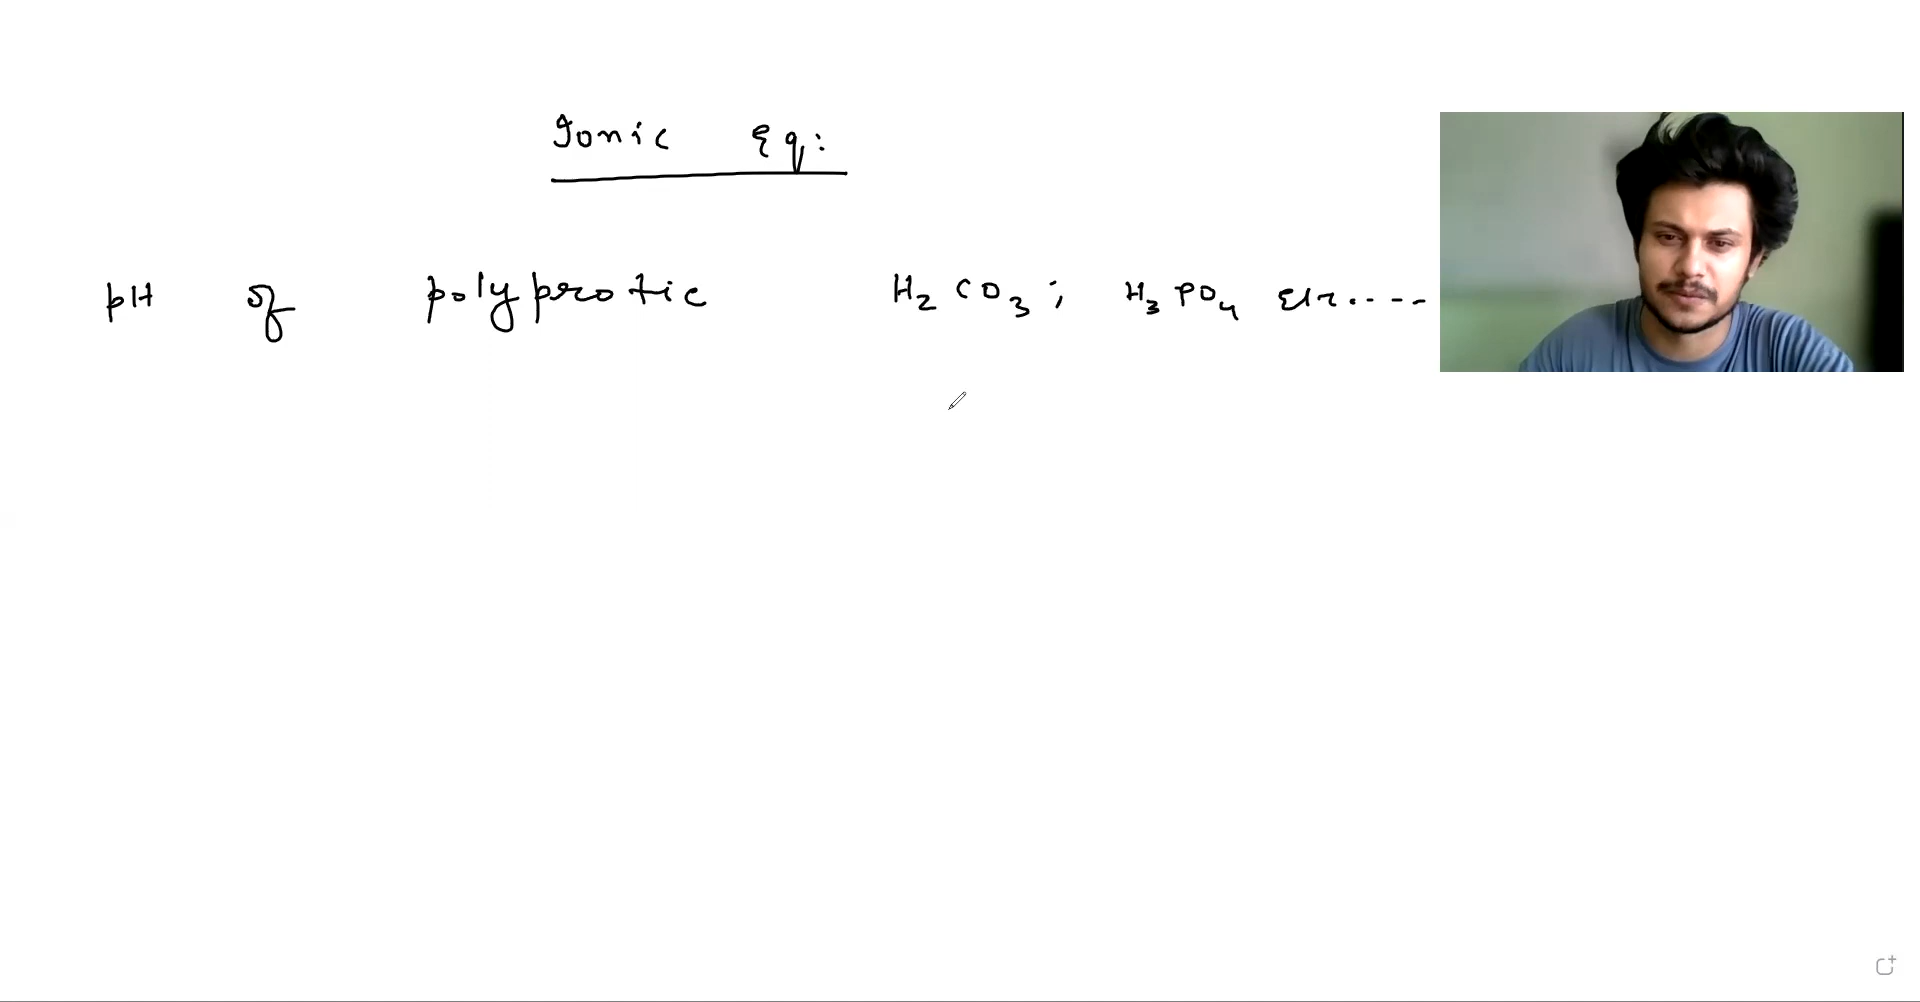 Ionic Eq:
pH of polyprotic H₂CO₃; H₃PO₄ etc....